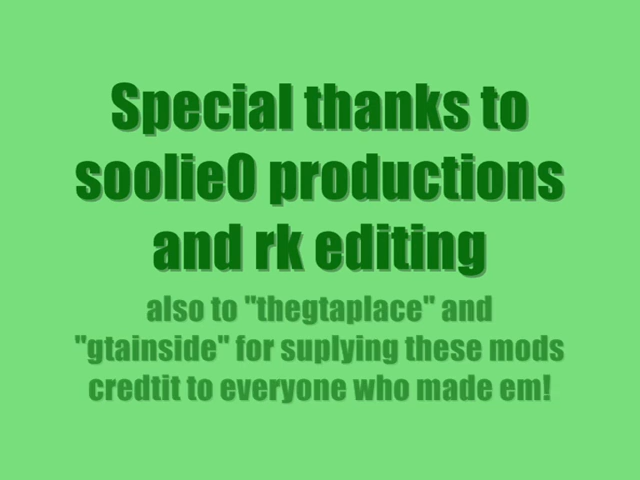 Special thanks to
soolie0 productions
and rk editing
also to "thegtaplace" and
"gtainside" for suplying these mods
credtit to everyone who made em!